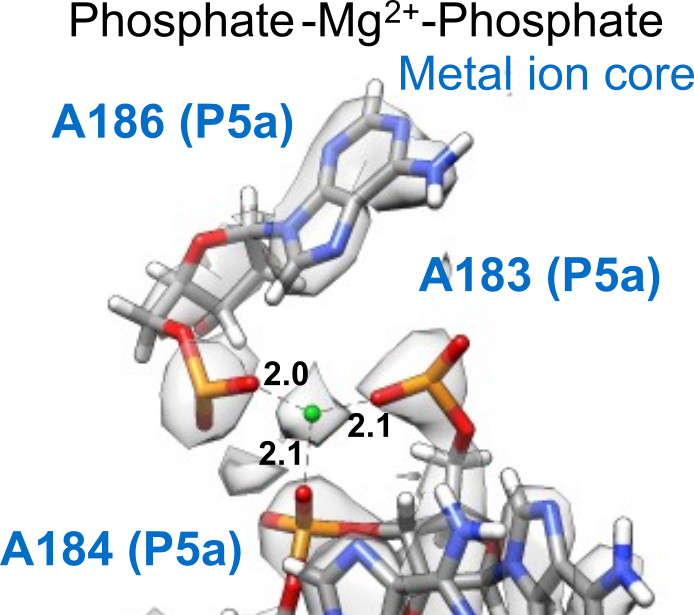 Phosphate-Mg²⁺-Phosphate
Metal ion core
A186 (P5a)
A183 (P5a)
2.0
2.1
2.1
A184 (P5a)